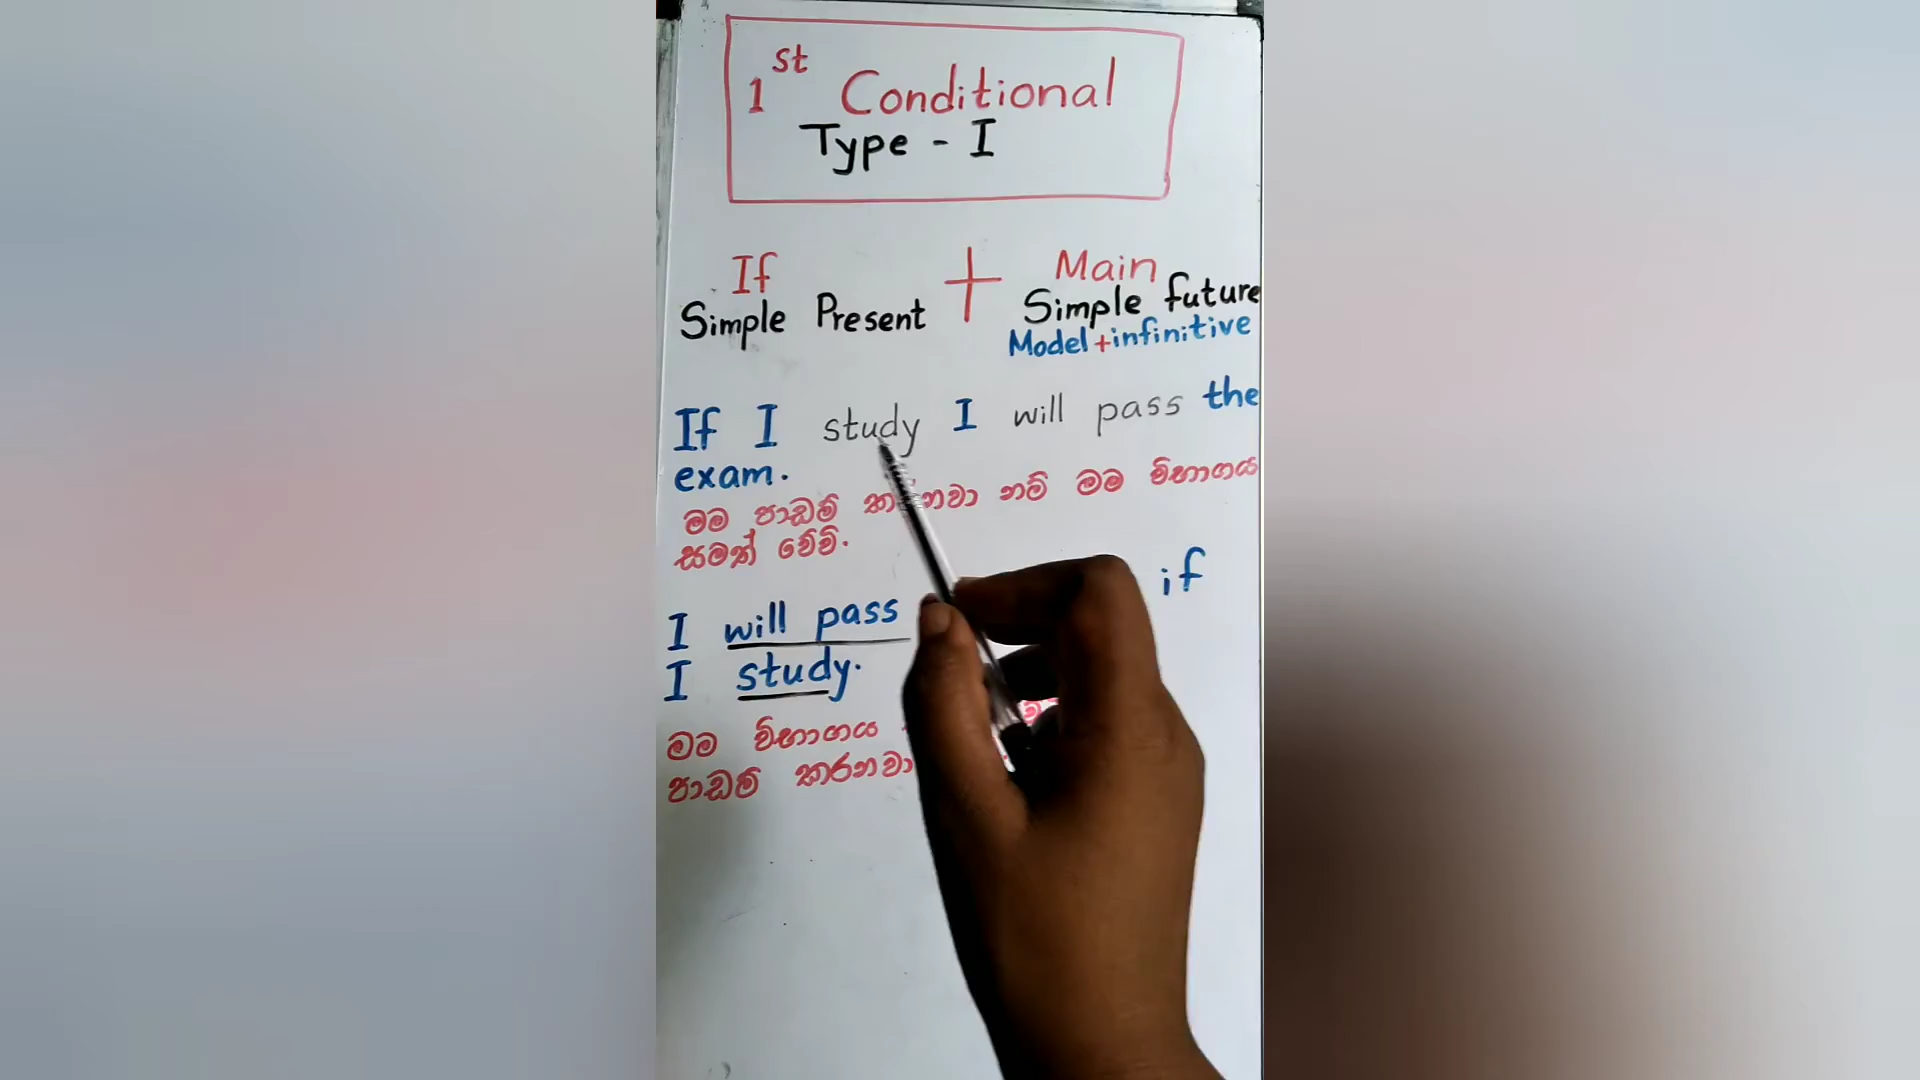 1st Conditional
Type - I
If + Main
Simple Present Simple future
Model+infinitive
If I study I will pass the
exam.
මම පාඩම් කරනවා නම් මම විභාගය
සමත් වේවි.
I will pass if
I study.
මම විභාගය
පාඩම් කරනවා